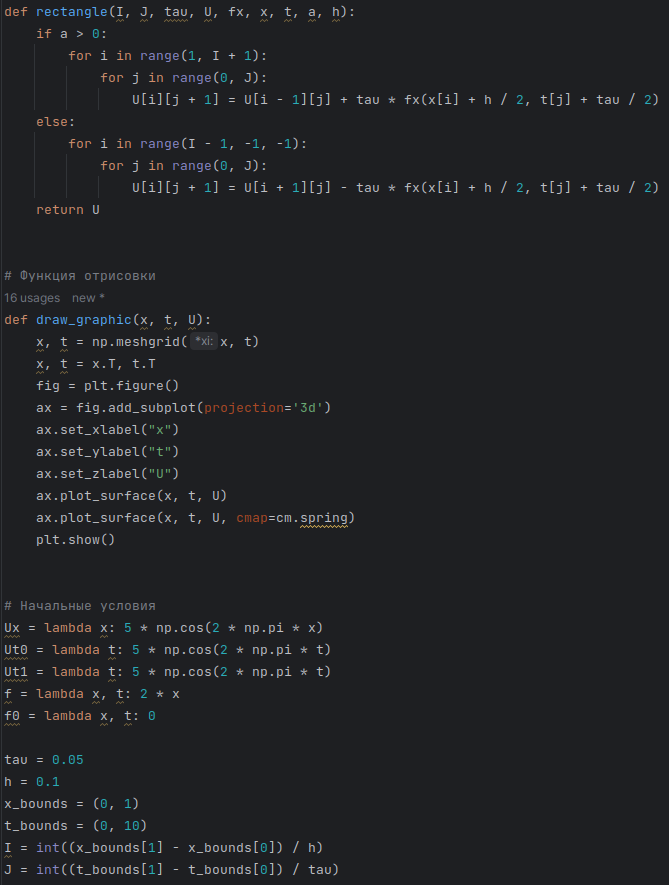 def rectangle(I, J, tau, U, fx, x, t, a, h):
    if a > 0:
        for i in range(1, I + 1):
            for j in range(0, J):
                U[i][j + 1] = U[i - 1][j] + tau * fx(x[i] + h / 2, t[j] + tau / 2)
    else:
        for i in range(I - 1, -1, -1):
            for j in range(0, J):
                U[i][j + 1] = U[i + 1][j] - tau * fx(x[i] + h / 2, t[j] + tau / 2)
    return U
# Функция отрисовки
16 usages   new *
def draw_graphic(x, t, U):
    x, t = np.meshgrid( *xi: x, t)
    x, t = x.T, t.T
    fig = plt.figure()
    ax = fig.add_subplot(projection='3d')
    ax.set_xlabel("x")
    ax.set_ylabel("t")
    ax.set_zlabel("U")
    ax.plot_surface(x, t, U)
    ax.plot_surface(x, t, U, cmap=cm.spring)
    plt.show()
# Начальные условия
Ux = lambda x: 5 * np.cos(2 * np.pi * x)
Ut0 = lambda t: 5 * np.cos(2 * np.pi * t)
Ut1 = lambda t: 5 * np.cos(2 * np.pi * t)
f = lambda x, t: 2 * x
f0 = lambda x, t: 0
tau = 0.05
h = 0.1
x_bounds = (0, 1)
t_bounds = (0, 10)
I = int((x_bounds[1] - x_bounds[0]) / h)
J = int((t_bounds[1] - t_bounds[0]) / tau)